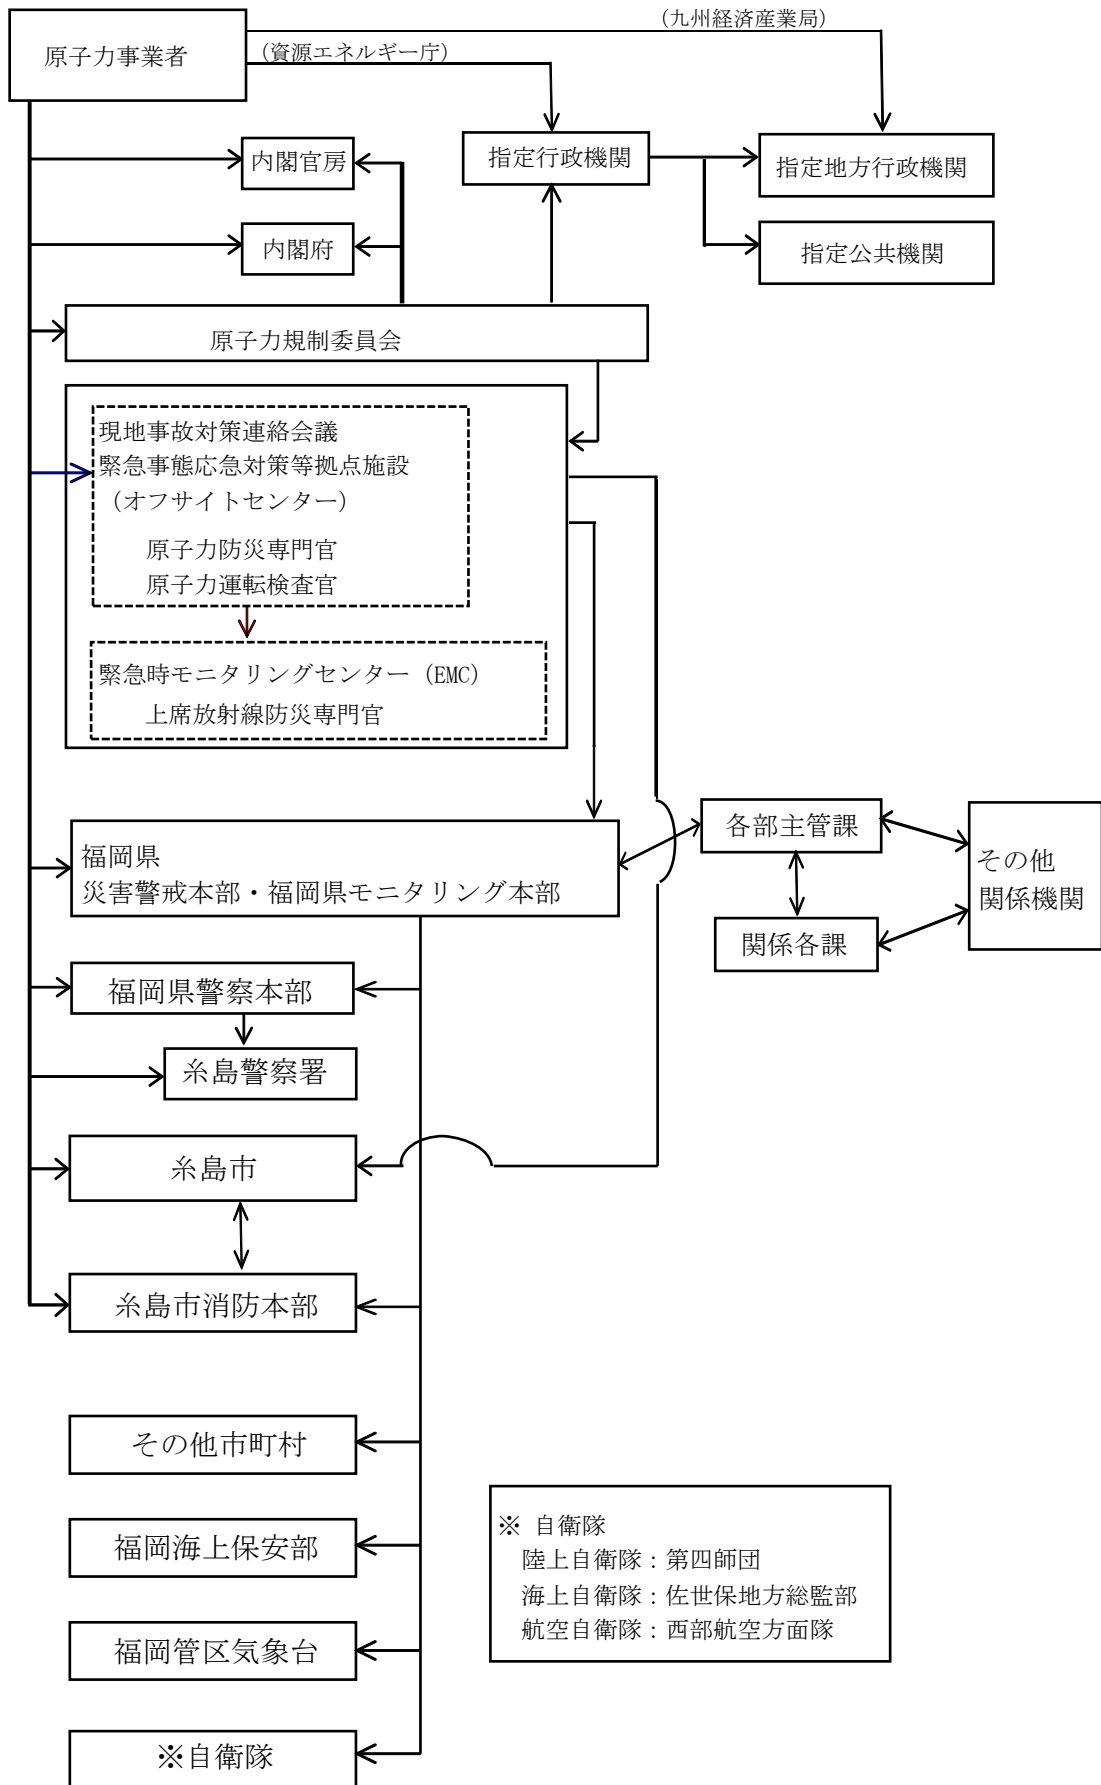 (九州経済産業局)
原子力事業者
(資源エネルギー庁)
内閣官房
指定行政機関
指定地方行政機関
内閣府
指定公共機関
原子力規制委員会
現地事故対策連絡会議
緊急事態応急対策等拠点施設
(オフサイトセンター)
原子力防災専門官
原子力運転検査官
緊急時モニタリングセンター (EMC)
上席放射線防災専門官
各部主管課
その他
関係機関
福岡県
災害警戒本部・福岡県モニタリング本部
関係各課
福岡県警察本部
糸島警察署
糸島市
糸島市消防本部
その他市町村
福岡海上保安部
福岡管区気象台
※自衛隊
※ 自衛隊
陸上自衛隊：第四師団
海上自衛隊：佐世保地方総監部
航空自衛隊：西部航空方面隊